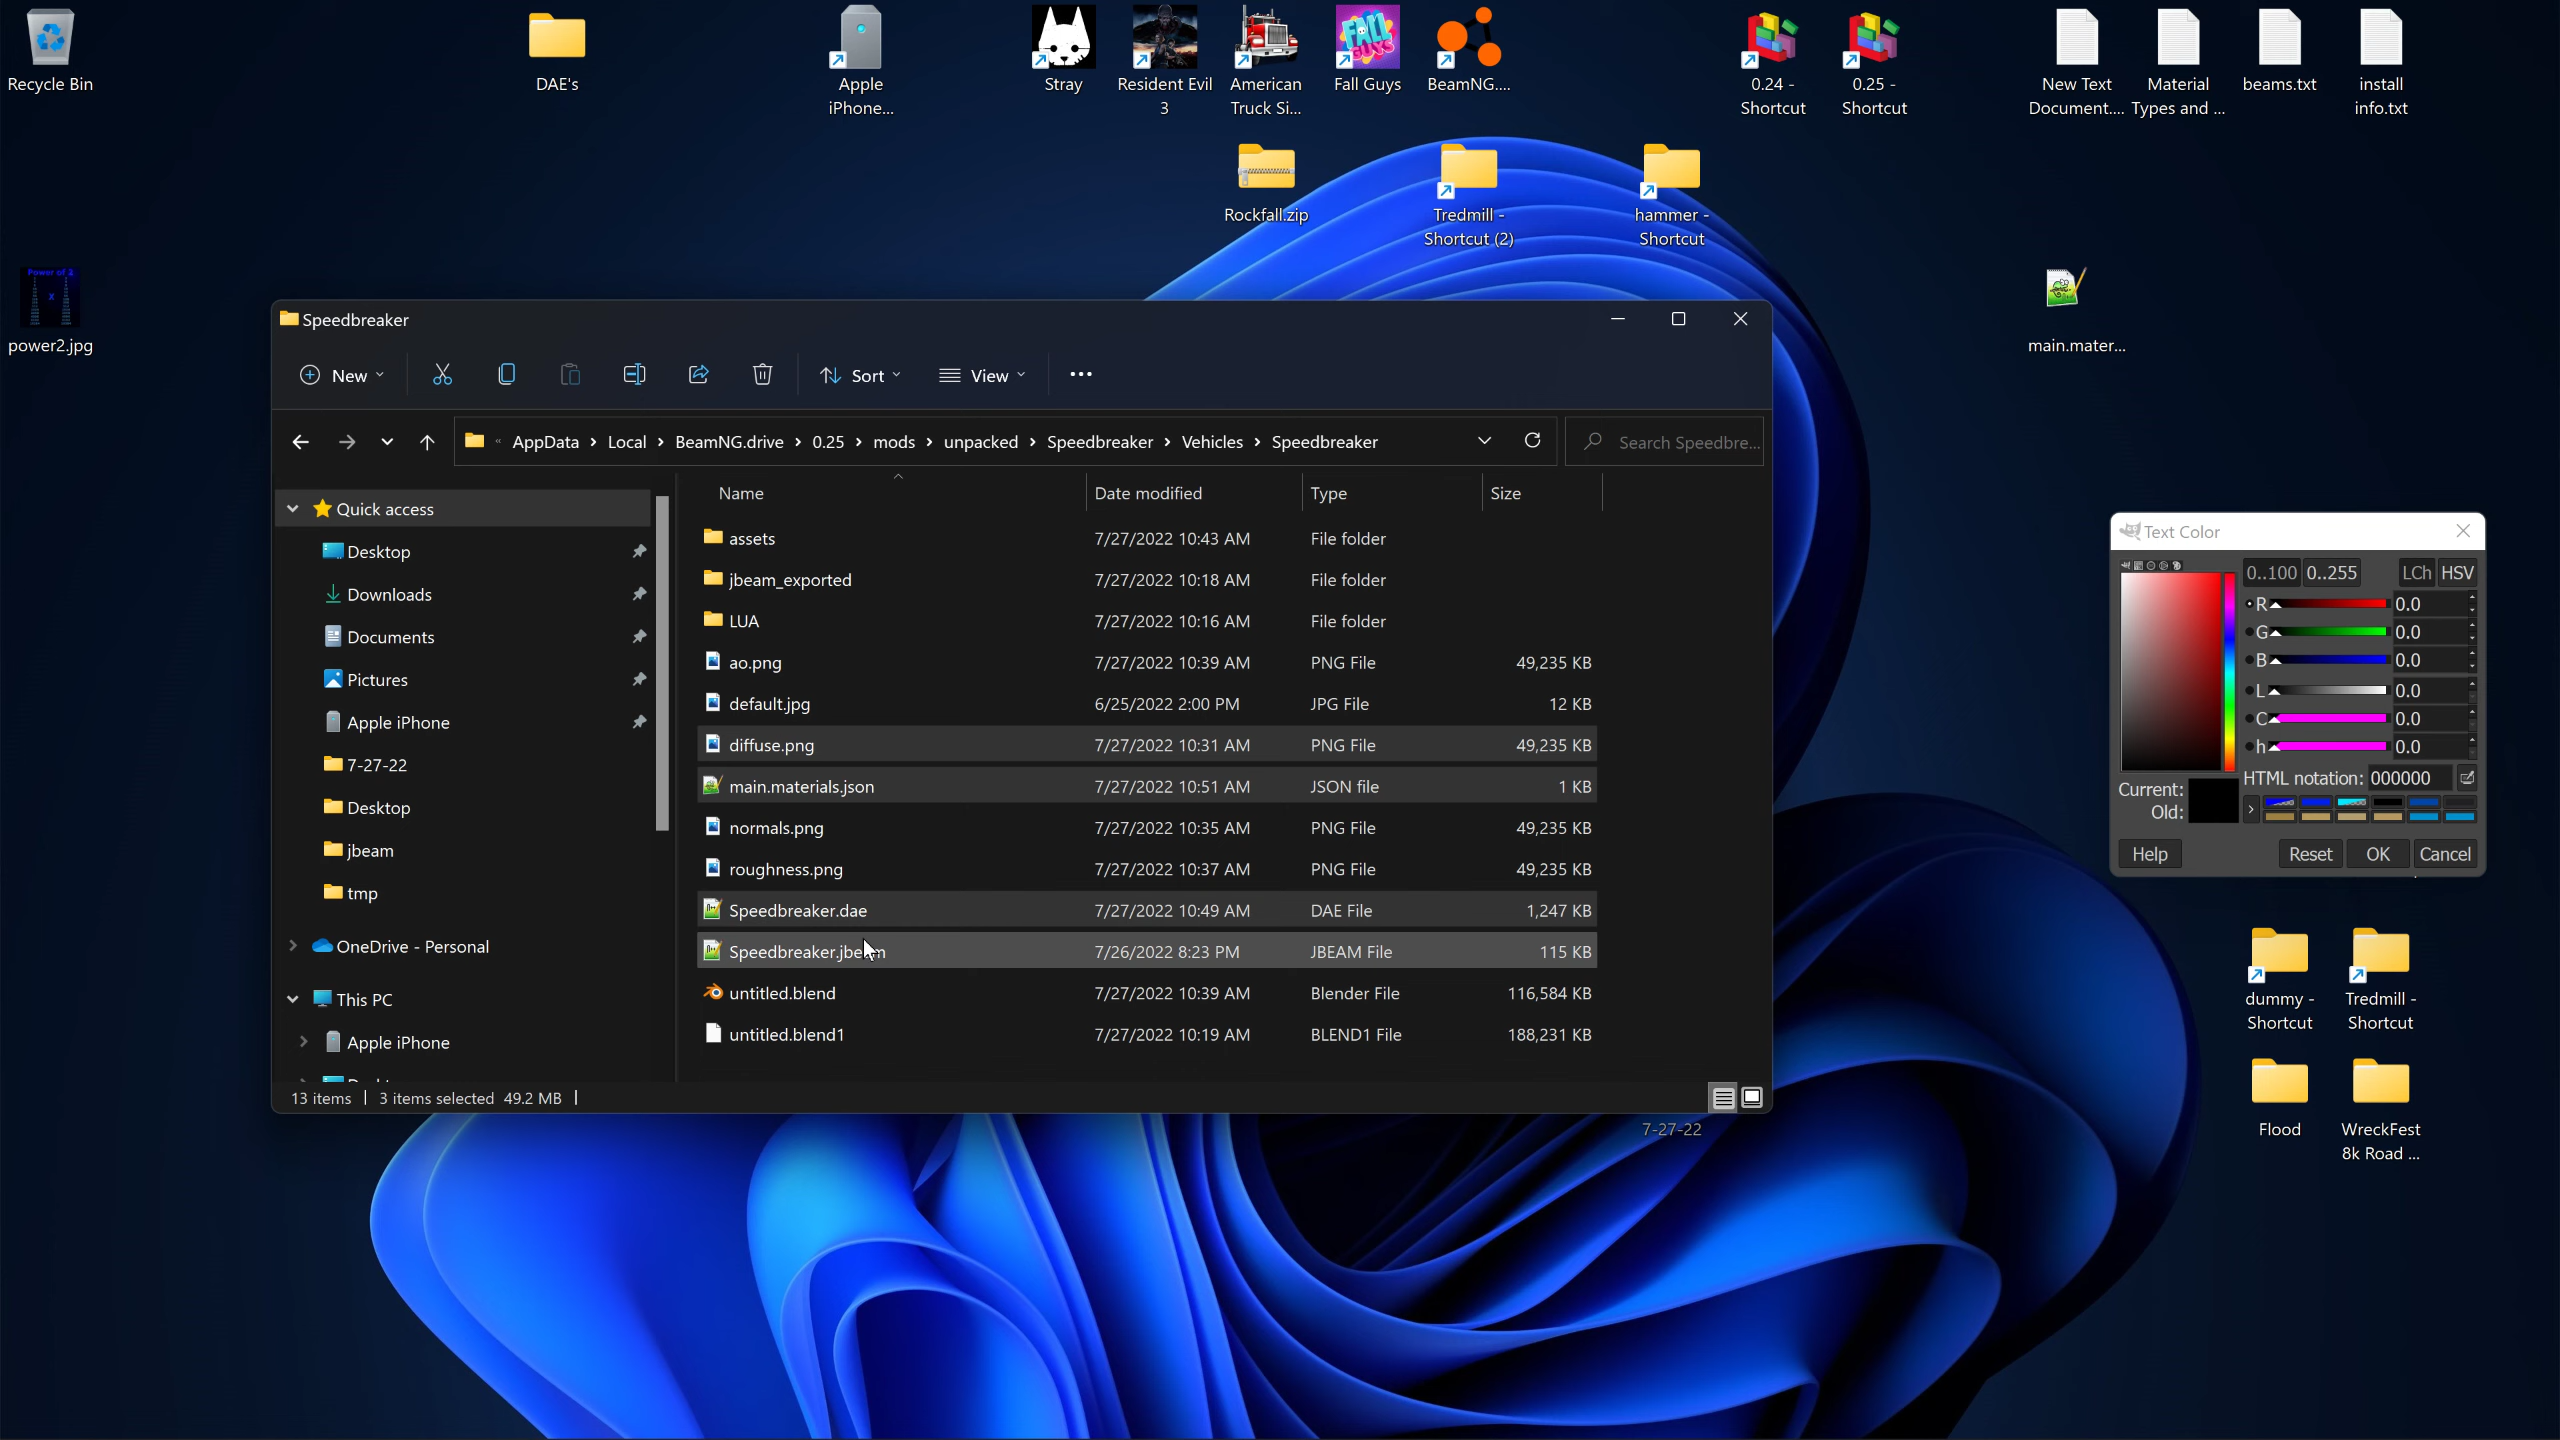 Recycle Bin
DAE's
Apple
iPhone...
Stray
Resident Evil
3
American
Truck Si...
Fall Guys
BeamNG....
0.24 -
Shortcut
0.25 -
Shortcut
New Text
Document....
Material
Types and ...
beams.txt
install
info.txt
Rockfall.zip
Tredmill -
Shortcut (2)
hammer -
Shortcut
Power of 2
X
power2.jpg
main.mater...
Speedbreaker
New
Sort
View
AppData
Local
BeamNG.drive
0.25
mods
unpacked
Speedbreaker
Vehicles
Speedbreaker
Search Speedbre...
Quick access
Desktop
Downloads
Documents
Pictures
Apple iPhone
7-27-22
Desktop
jbeam
tmp
OneDrive - Personal
This PC
Apple iPhone
Name Date modified Type Size
assets 7/27/2022 10:43 AM File folder
jbeam_exported 7/27/2022 10:18 AM File folder
LUA 7/27/2022 10:16 AM File folder
ao.png 7/27/2022 10:39 AM PNG File 49,235 KB
default.jpg 6/25/2022 2:00 PM JPG File 12 KB
diffuse.png 7/27/2022 10:31 AM PNG File 49,235 KB
main.materials.json 7/27/2022 10:51 AM JSON file 1 KB
normals.png 7/27/2022 10:35 AM PNG File 49,235 KB
roughness.png 7/27/2022 10:37 AM PNG File 49,235 KB
Speedbreaker.dae 7/27/2022 10:49 AM DAE File 1,247 KB
Speedbreaker.jbeam 7/26/2022 8:23 PM JBEAM File 115 KB
untitled.blend 7/27/2022 10:39 AM Blender File 116,584 KB
untitled.blend1 7/27/2022 10:19 AM BLEND1 File 188,231 KB
13 items 3 items selected 49.2 MB
7-27-22
Text Color
0..100 0..255 LCh HSV
R 0.0
G 0.0
B 0.0
L 0.0
C 0.0
h 0.0
HTML notation: 000000
Current:
Old:
Help Reset OK Cancel
dummy -
Shortcut
Tredmill -
Shortcut
Flood
WreckFest
8k Road ...